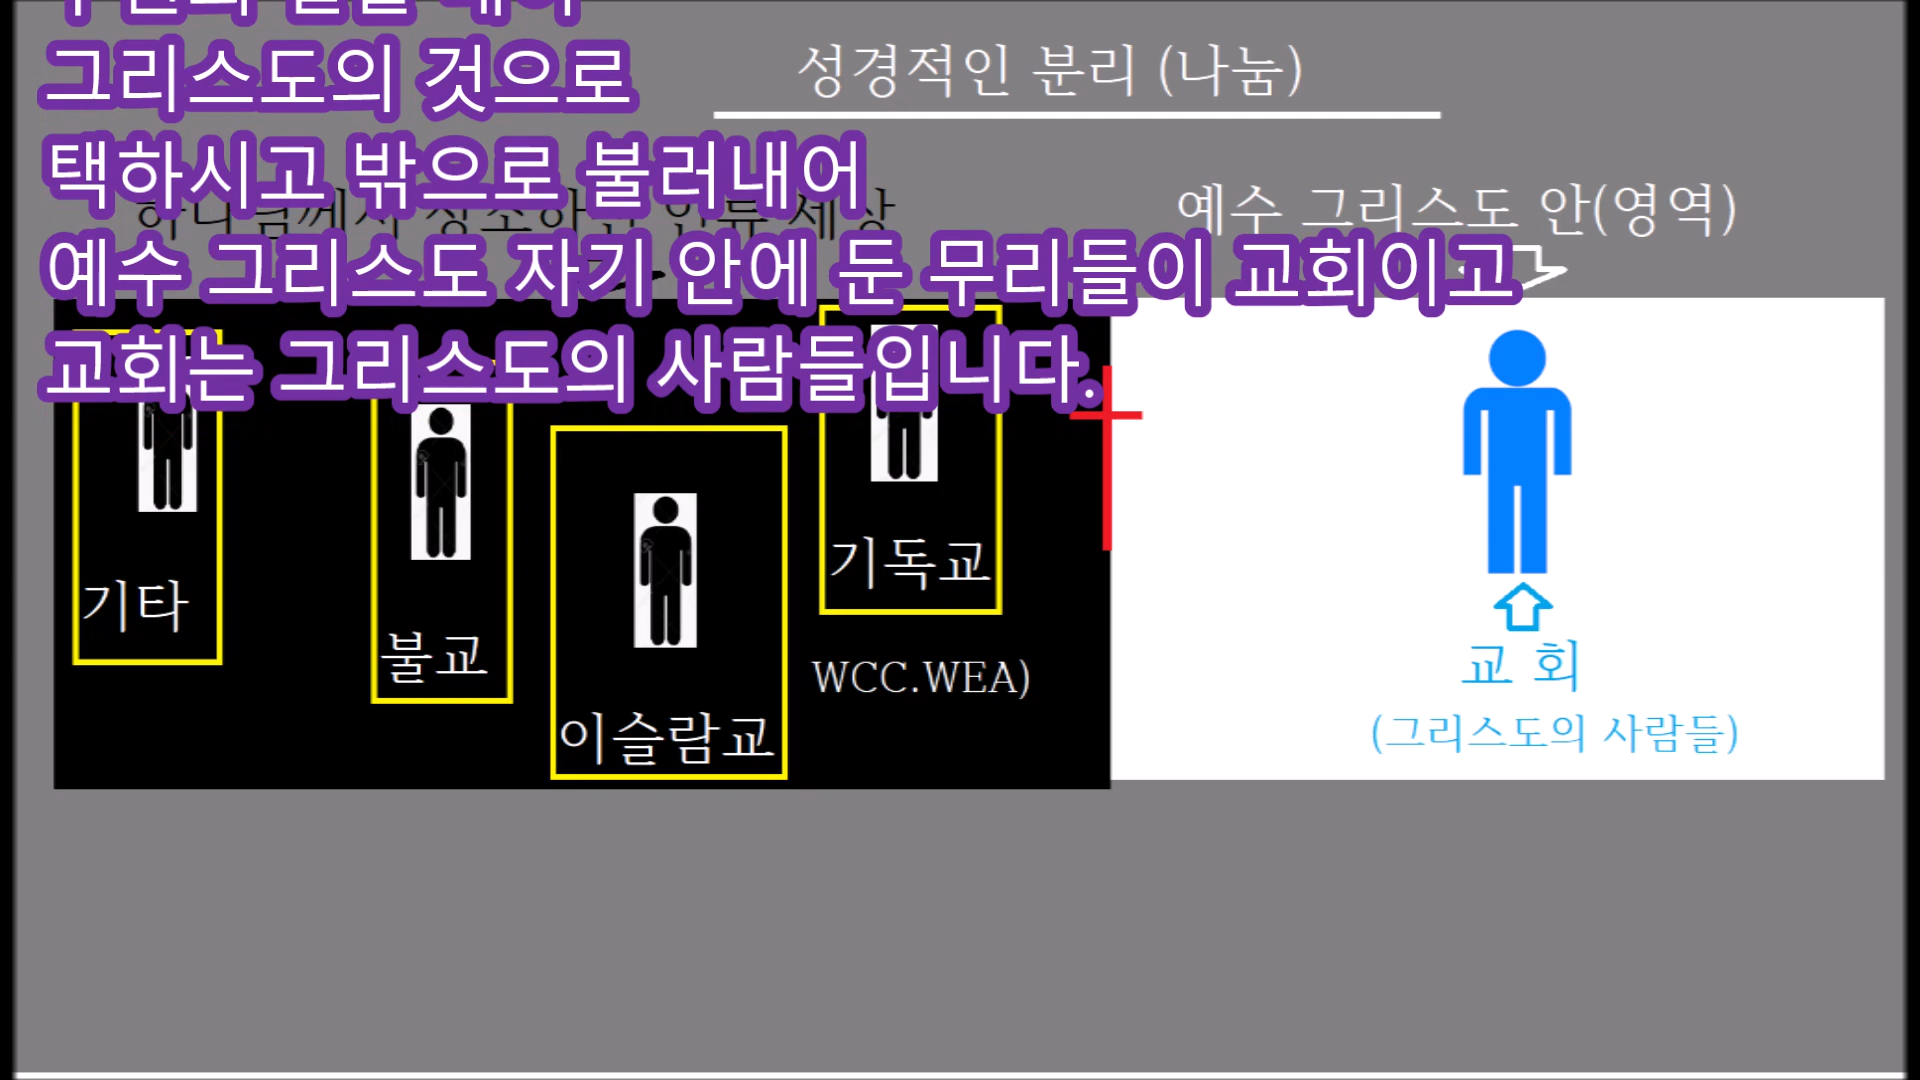 그리스도의 것으로
택하시고 밖으로 불러내어
예수 그리스도 자기 안에 둔 무리들이 교회이고
교회는 그리스도의 사람들입니다.
성경적인 분리 (나눔)
세상
예수 그리스도 안(영역)
기타
불교
이슬람교
기독교
WCC.WEA)
교 회
(그리스도의 사람들)